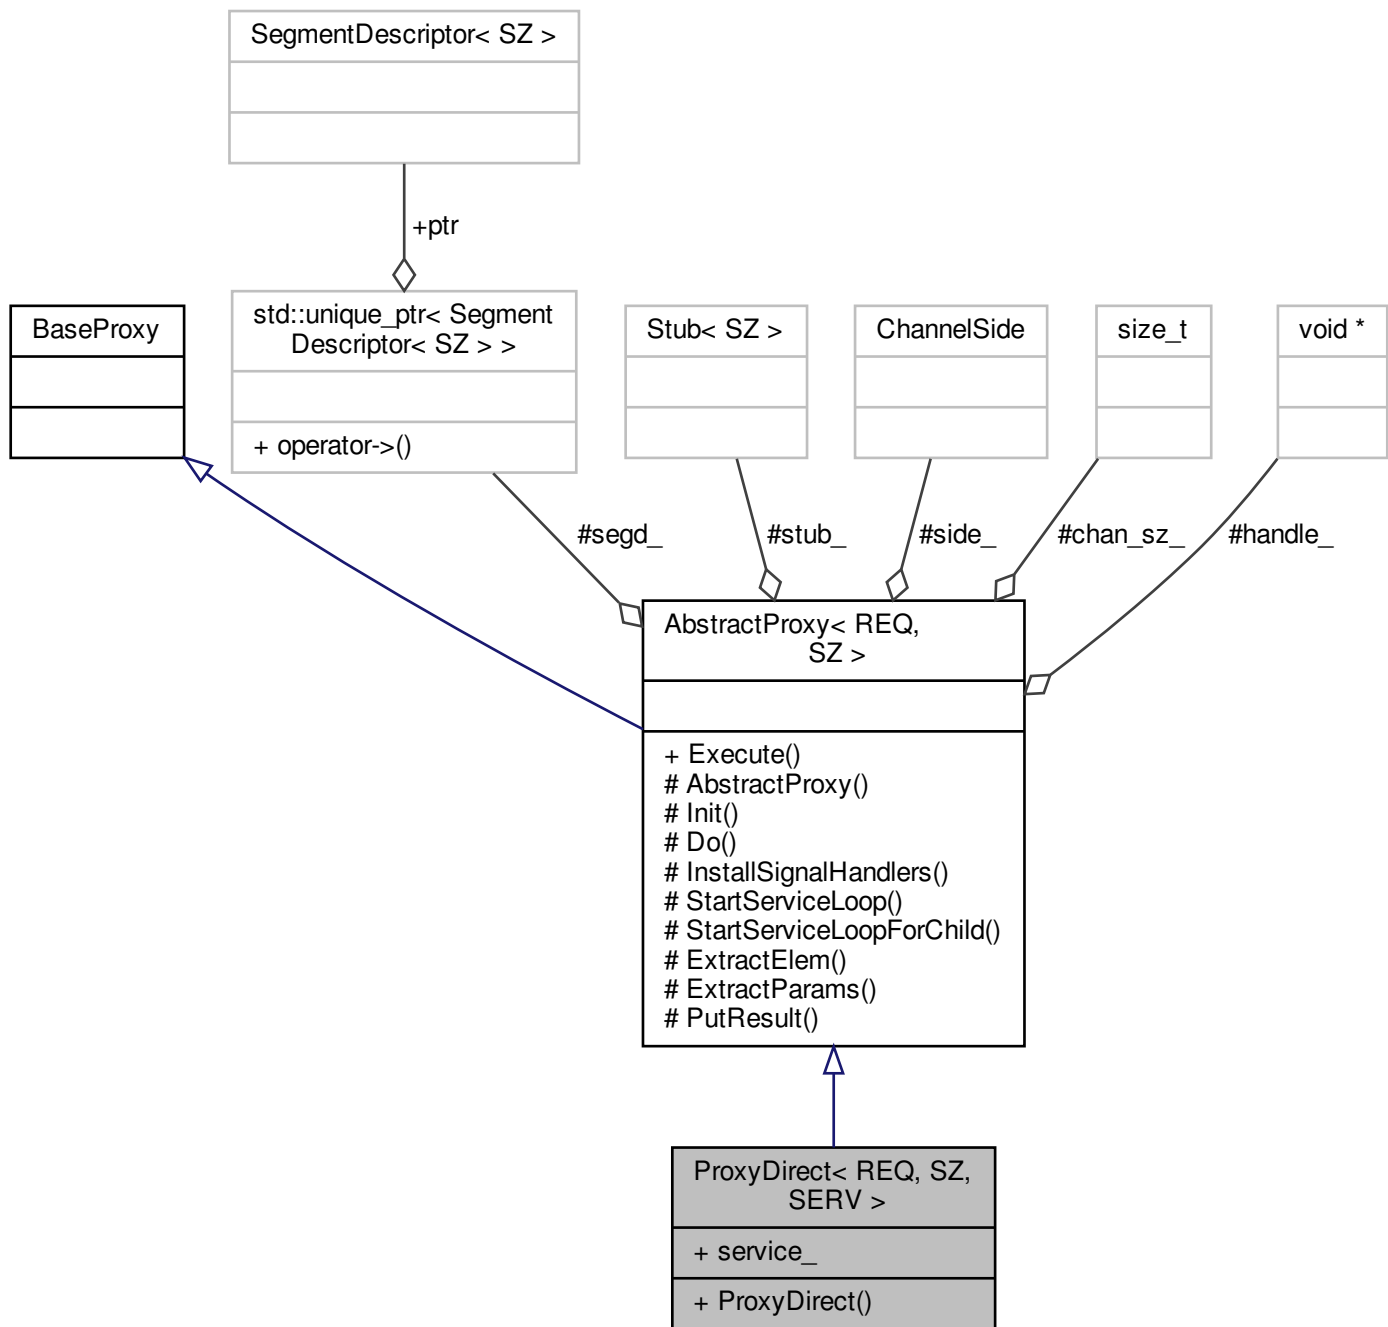 SegmentDescriptor< SZ >
+ptr
BaseProxy
std::unique_ptr< Segment
Descriptor< SZ > >
+ operator->()
Stub< SZ >
ChannelSide
size_t
void *
#segd_
#stub_
#side_
#chan_sz_
#handle_
AbstractProxy< REQ,
SZ >
+ Execute()
# AbstractProxy()
# Init()
# Do()
# InstallSignalHandlers()
# StartServiceLoop()
# StartServiceLoopForChild()
# ExtractElem()
# ExtractParams()
# PutResult()
ProxyDirect< REQ, SZ,
SERV >
+ service_
+ ProxyDirect()